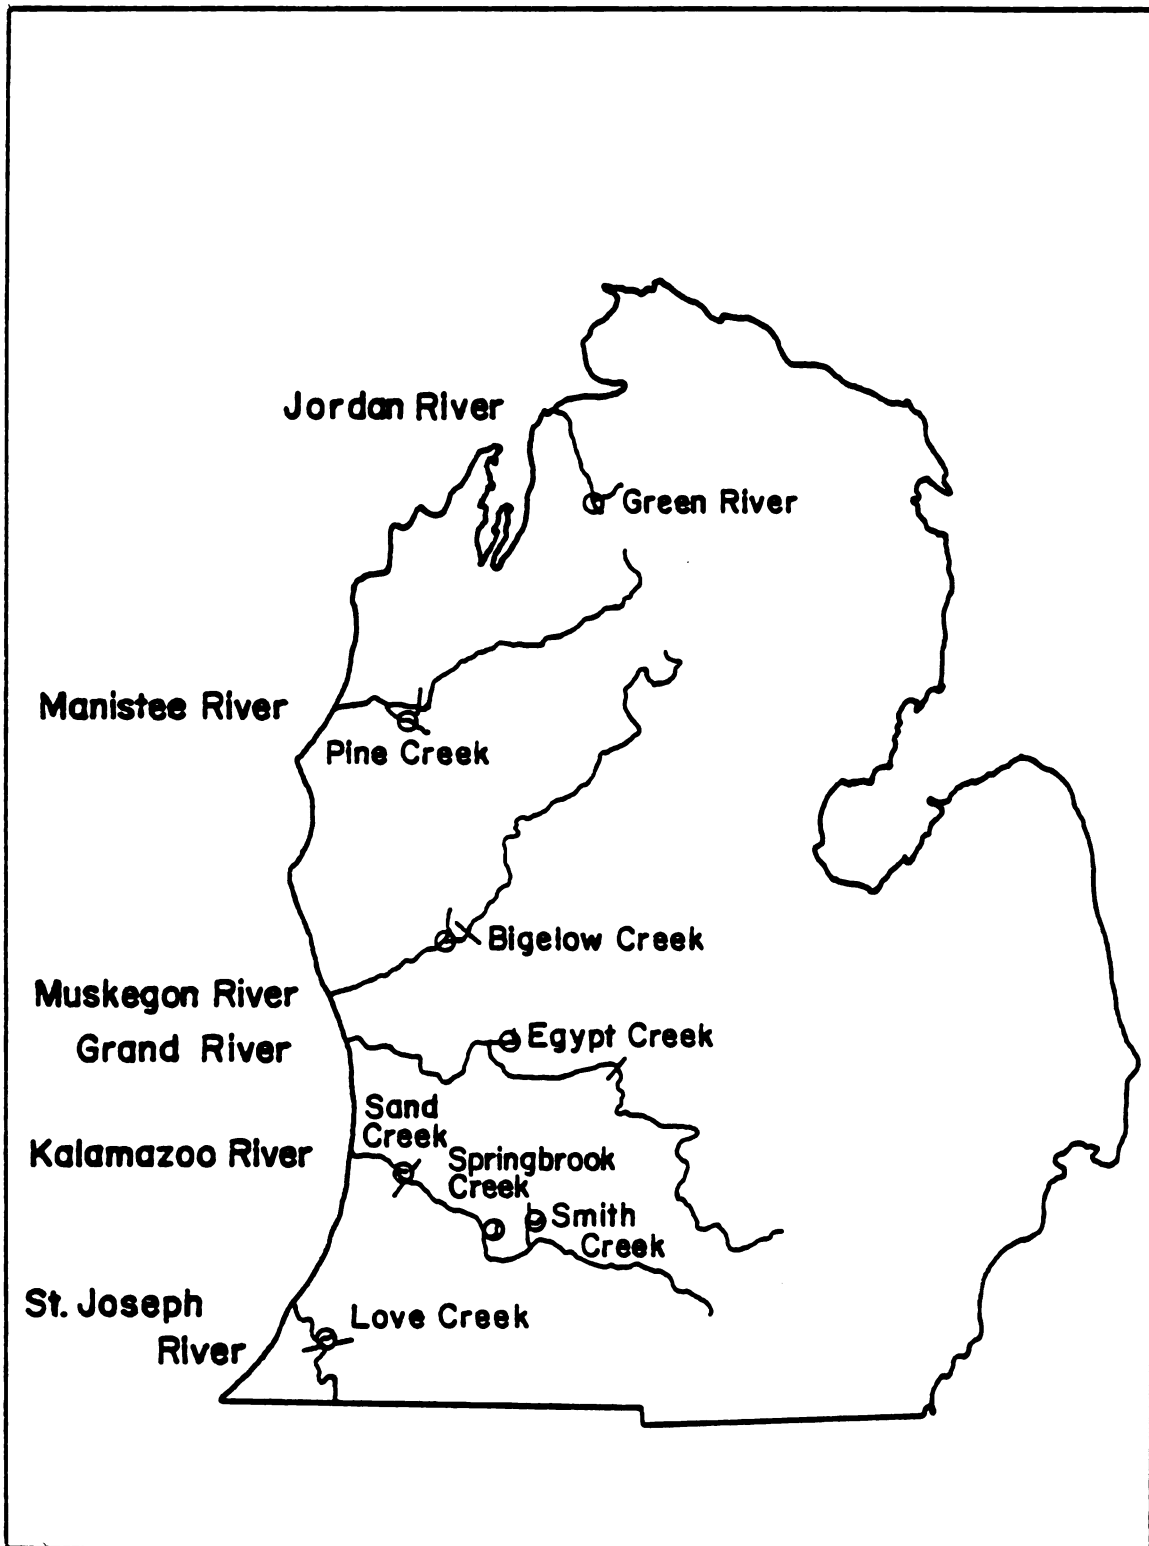 Jordan River
Green River
Manistee River
Pine Creek
Bigelow Creek
Muskegon River
Grand River
Egypt Creek
Sand
Creek
Kalamazoo River
Springbrook
Creek
Smith
Creek
St. Joseph
River
Love Creek